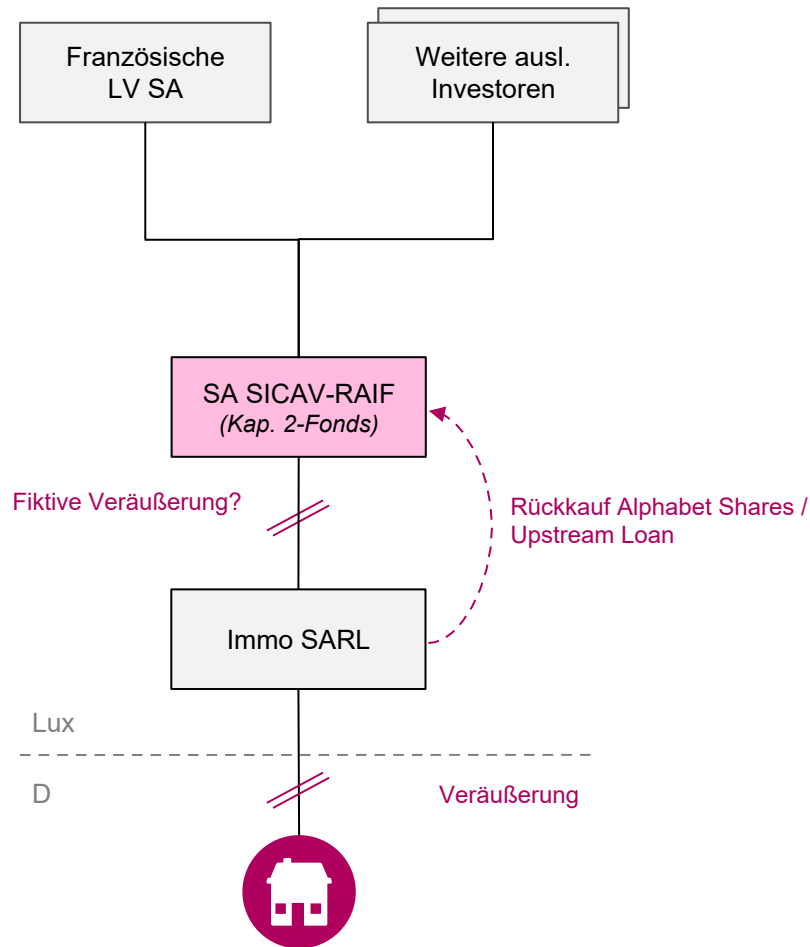 Französische
LV SA
Weitere ausl.
Investoren
SA SICAV-RAIF
(Kap. 2-Fonds)
Fiktive Veräußerung?
Rückkauf Alphabet Shares /
Upstream Loan
Immo SARL
Lux
D
Veräußerung